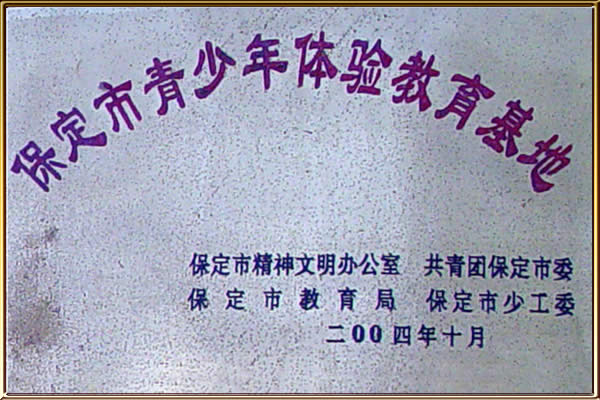 保定市青少年体验教育基地
保定市精神文明办公室 共青团保定市委
保定市教育局 保定市少工委
二00四年十月